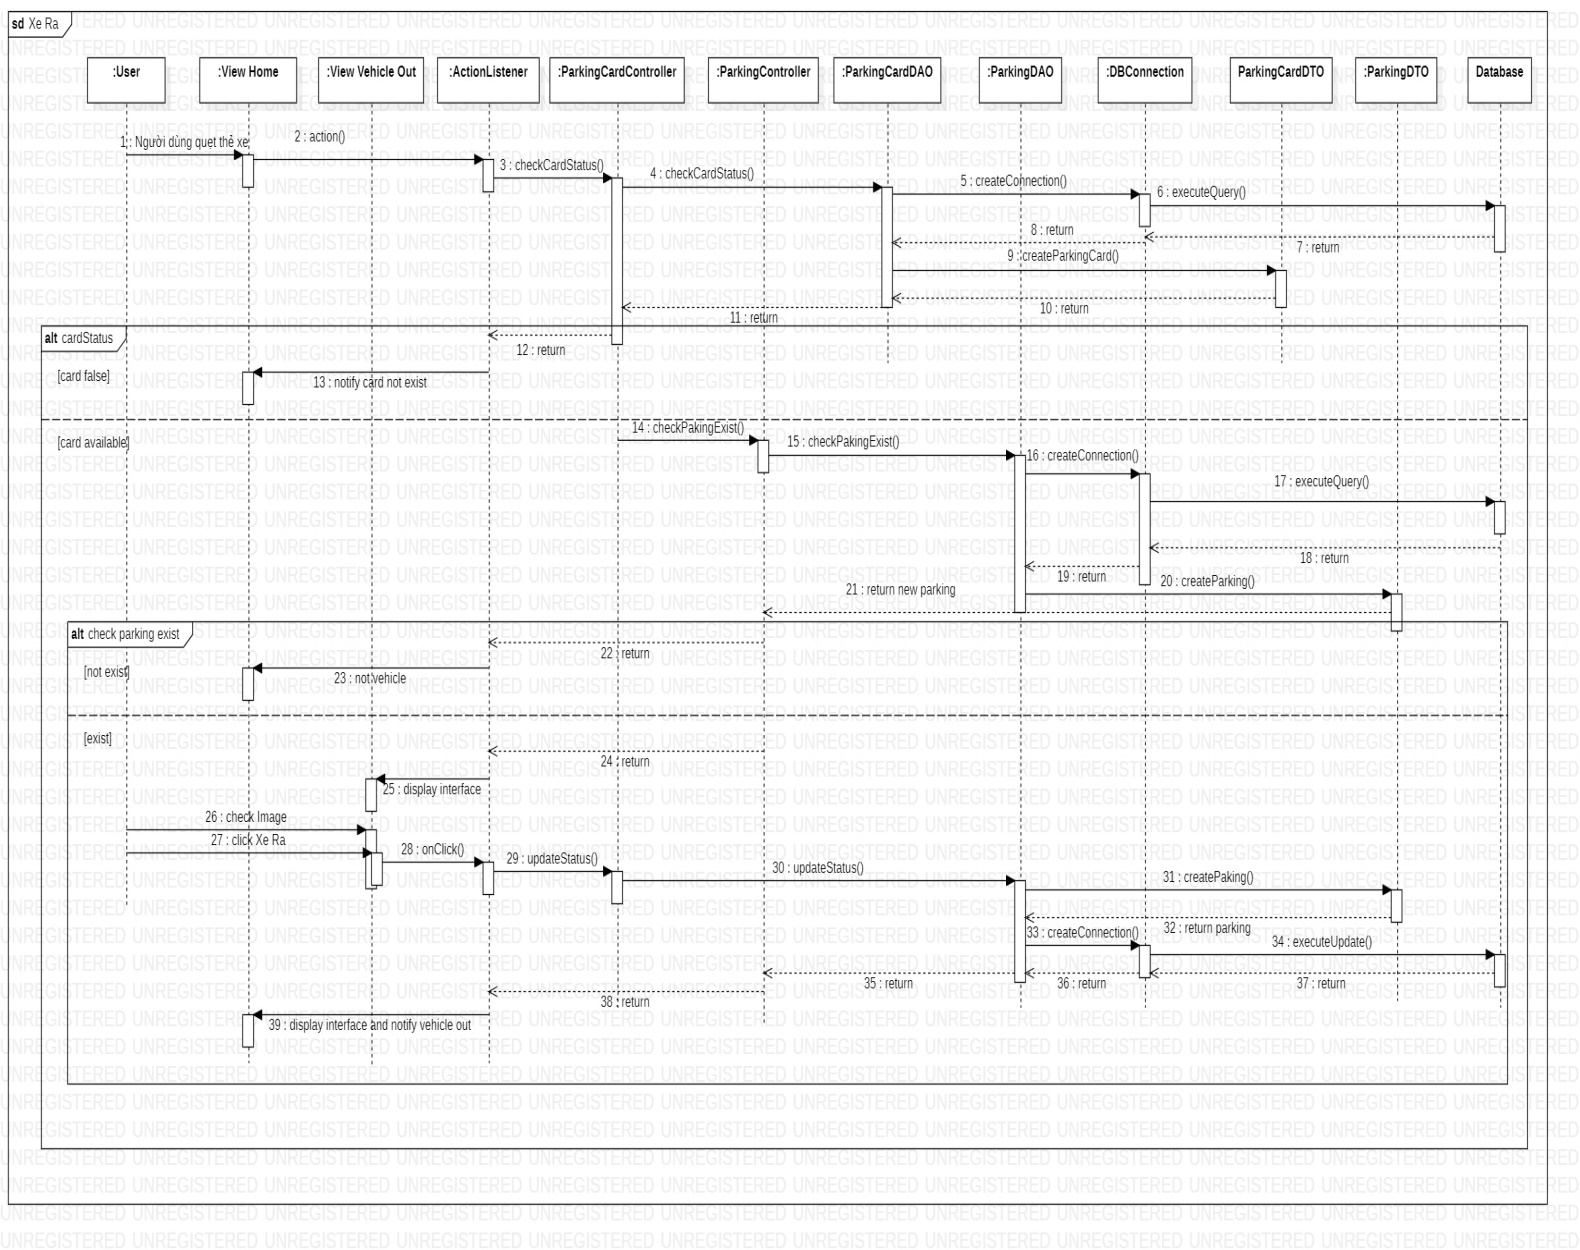 sd Xe Ra
:User
:View Home
:View Vehicle Out
:ActionListener
:ParkingCardController
:ParkingController
:ParkingCardDAO
:ParkingDAO
:DBConnection
ParkingCardDTO
:ParkingDTO
Database
1 : Người dùng quẹt thẻ xe
2 : action()
3 : checkCardStatus()
4 : checkCardStatus()
5 : createConnection()
6 : executeQuery()
7 : return
8 : return
9 : createParkingCard()
10 : return
11 : return
alt cardStatus
12 : return
[card false]
13 : notify card not exist
[card available]
14 : checkPakingExist()
15 : checkPakingExist()
16 : createConnection()
17 : executeQuery()
18 : return
19 : return
20 : createParking()
21 : return new parking
alt check parking exist
22 : return
[not exist]
23 : not vehicle
[exist]
24 : return
25 : display interface
26 : check Image
27 : click Xe Ra
28 : onClick()
29 : updateStatus()
30 : updateStatus()
31 : createPaking()
32 : return parking
33 : createConnection()
34 : executeUpdate()
35 : return
36 : return
37 : return
38 : return
39 : display interface and notify vehicle out